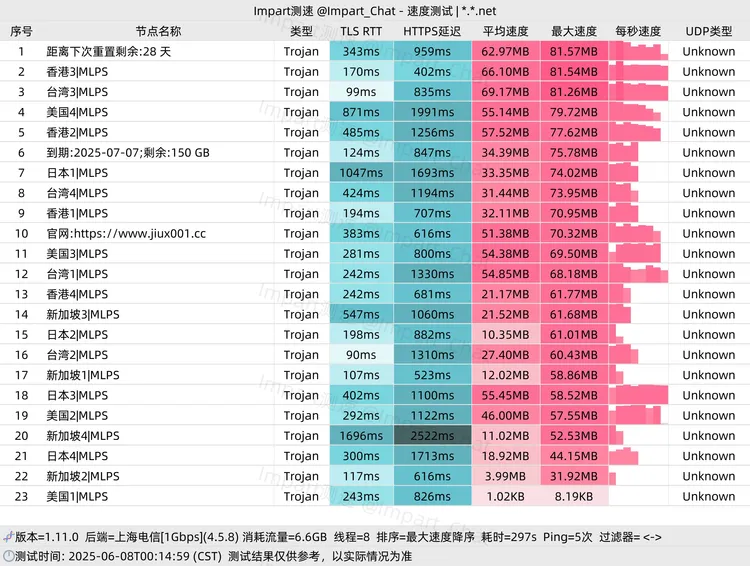 Impart测速 @Impart_Chat - 速度测试 | *.*.net
序号 节点名称 类型 TLS RTT HTTPS延迟 平均速度 最大速度 每秒速度 UDP类型
1 距离下次重置剩余:28 天 Trojan 343ms 959ms 62.97MB 81.57MB Unknown
2 香港3|MLPS Trojan 170ms 402ms 66.10MB 81.54MB Unknown
3 台湾3|MLPS Trojan 99ms 835ms 69.17MB 81.26MB Unknown
4 美国4|MLPS Trojan 871ms 1991ms 55.14MB 79.72MB Unknown
5 香港2|MLPS Trojan 485ms 1256ms 57.52MB 77.62MB Unknown
6 到期:2025-07-07;剩余:150 GB Trojan 124ms 847ms 34.39MB 75.78MB Unknown
7 日本1|MLPS Trojan 1047ms 1693ms 33.35MB 74.02MB Unknown
8 台湾4|MLPS Trojan 424ms 1194ms 31.44MB 73.95MB Unknown
9 香港1|MLPS Trojan 194ms 707ms 32.11MB 70.95MB Unknown
10 官网:https://www.jiux001.cc Trojan 383ms 616ms 51.38MB 70.32MB Unknown
11 美国3|MLPS Trojan 281ms 800ms 54.38MB 69.50MB Unknown
12 台湾1|MLPS Trojan 242ms 1330ms 54.85MB 68.18MB Unknown
13 香港4|MLPS Trojan 242ms 681ms 21.17MB 61.77MB Unknown
14 新加坡3|MLPS Trojan 547ms 1060ms 21.52MB 61.68MB Unknown
15 日本2|MLPS Trojan 198ms 882ms 10.35MB 61.01MB Unknown
16 台湾2|MLPS Trojan 90ms 1310ms 27.40MB 60.43MB Unknown
17 新加坡1|MLPS Trojan 107ms 523ms 12.02MB 58.86MB Unknown
18 日本3|MLPS Trojan 402ms 1100ms 55.45MB 58.52MB Unknown
19 美国2|MLPS Trojan 292ms 1122ms 46.00MB 57.55MB Unknown
20 新加坡4|MLPS Trojan 1696ms 2522ms 11.02MB 52.53MB Unknown
21 日本4|MLPS Trojan 300ms 1713ms 18.92MB 44.15MB Unknown
22 新加坡2|MLPS Trojan 117ms 616ms 3.99MB 31.92MB Unknown
23 美国1|MLPS Trojan 243ms 826ms 1.02KB 8.19KB Unknown
版本=1.11.0 后端=上海电信[1Gbps](4.5.8) 消耗流量=6.6GB 线程=8 排序=最大速度降序 耗时=297s Ping=5次 过滤器= <->
测试时间: 2025-06-08T00:14:59 (CST) 测试结果仅供参考，以实际情况为准